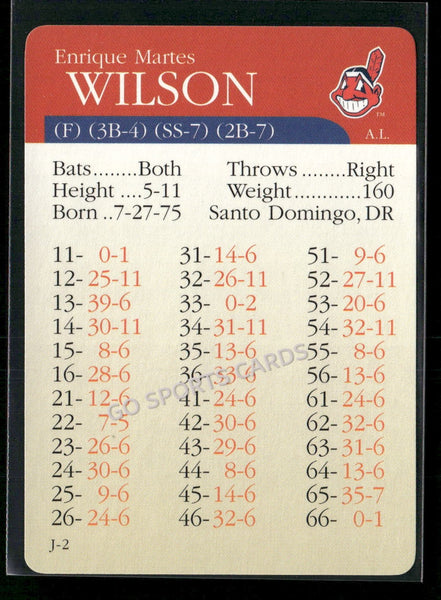 Enrique Martes
WILSON
(F) (3B-4) (SS-7) (2B-7)
A.L.
TM
Bats........Both Throws........Right
Height ....5-11 Weight............160
Born ..7-27-75 Santo Domingo, DR
11- 0-1 31-14-6 51- 9-6
12-25-11 32-26-11 52-27-11
13-39-6 33- 0-2 53-20-6
14-30-11 34-31-11 54-32-11
15- 8-6 35-13-6 55- 8-6
16-28-6 36- 56-13-6
21-12-6 41-24-6 61-24-6
22- 7-5 42-30-6 62-30-6
23-26-6 43-29-6 63-31-6
24-30-6 44- 8-6 64-13-6
25- 9-6 45-14-6 65-35-7
26-24-6 46-32-6 66- 0-1
J-2
GO SPORTS CARDS